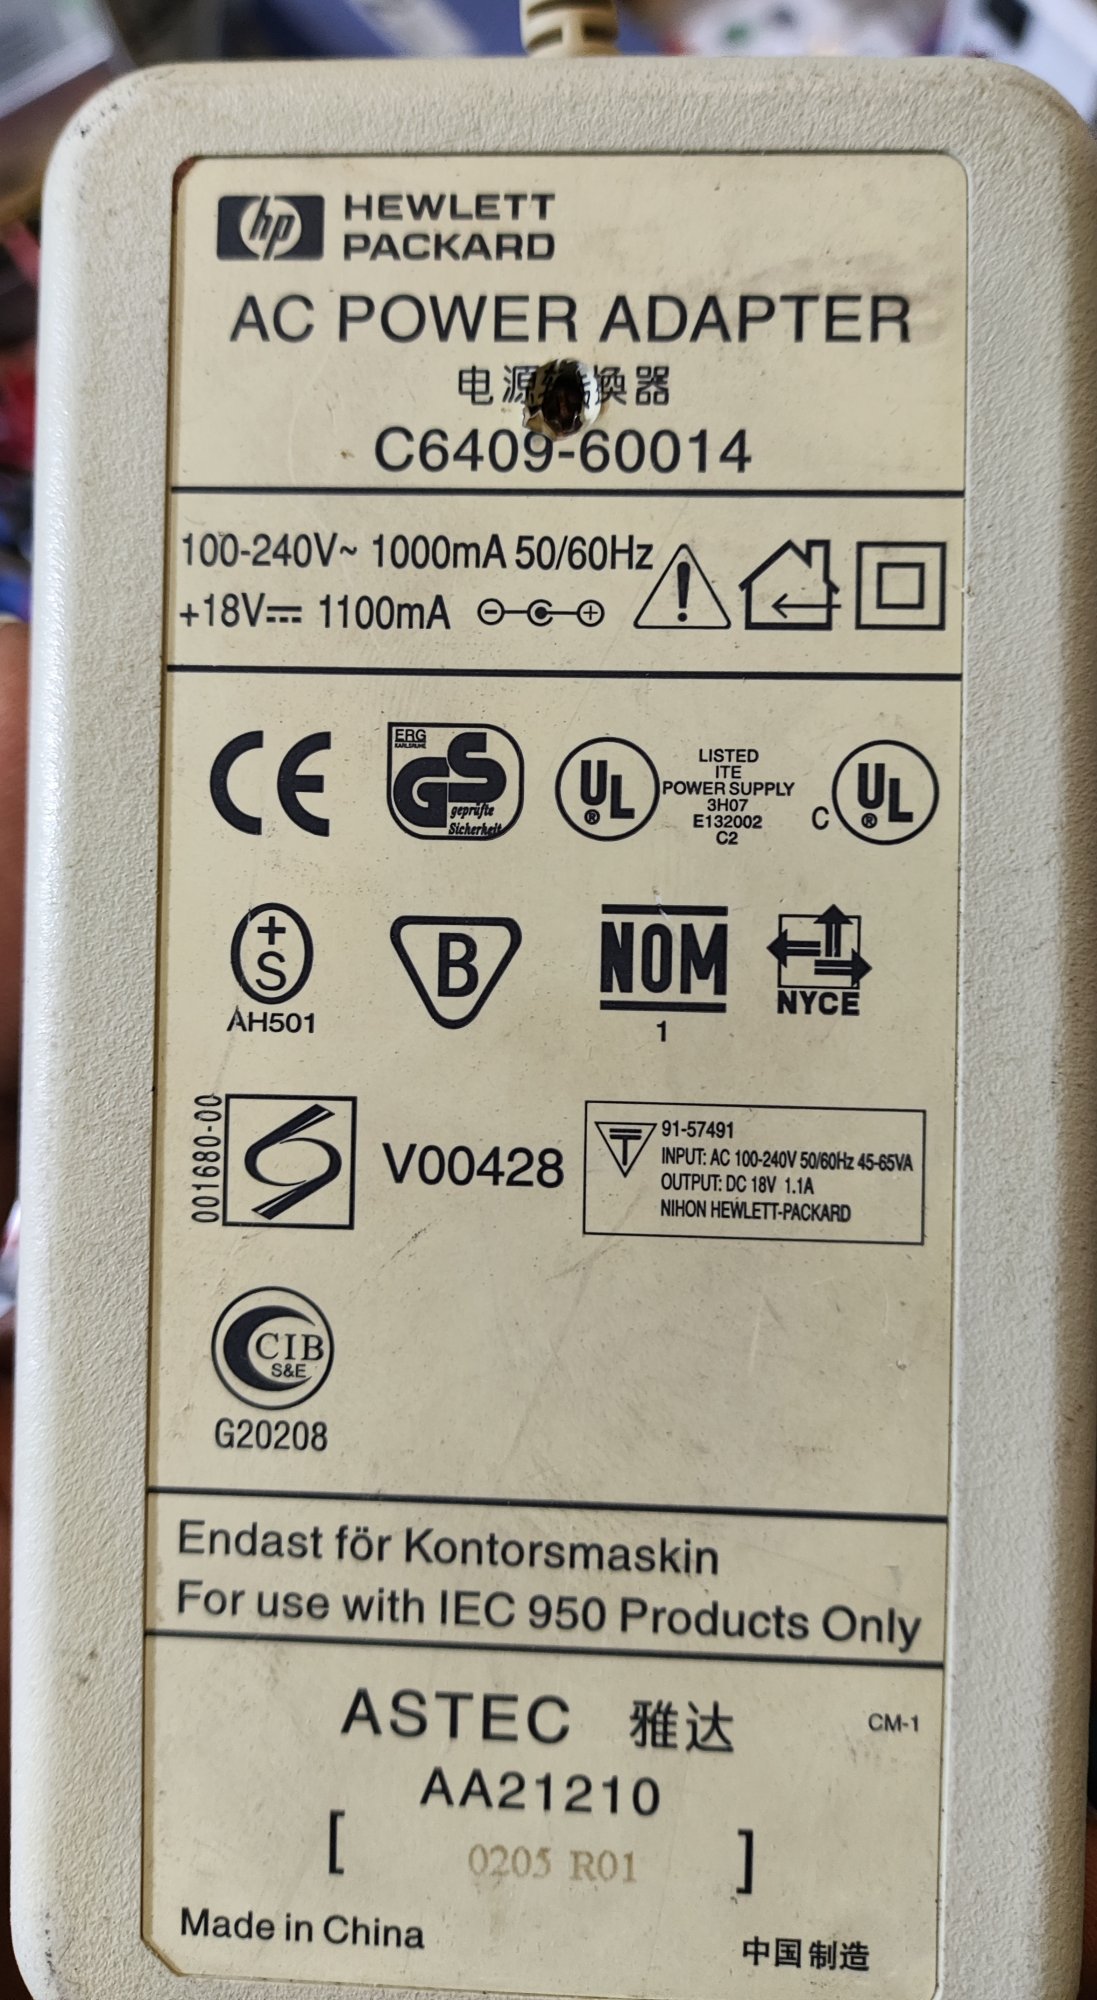 hp HEWLETT
PACKARD
AC POWER ADAPTER
电源 换器
C6409-60014
100-240V~ 1000mA 50/60Hz
+18V⎓ 1100mA
CE
ERG
KARLSRUHE
GS
geprüfte
Sicherheit
UL
®
LISTED
ITE
POWER SUPPLY
3H07
E132002
C2
C UL
®
+
S
AH501
B
NOM
1
NYCE
001680-00
S
V00428
T
91-57491
INPUT: AC 100-240V 50/60Hz 45-65VA
OUTPUT: DC 18V 1.1A
NIHON HEWLETT-PACKARD
CCIB
S&E
G20208
Endast för Kontorsmaskin
For use with IEC 950 Products Only
ASTEC 雅达 CM-1
AA21210
[ 0205 R01 ]
Made in China 中国制造